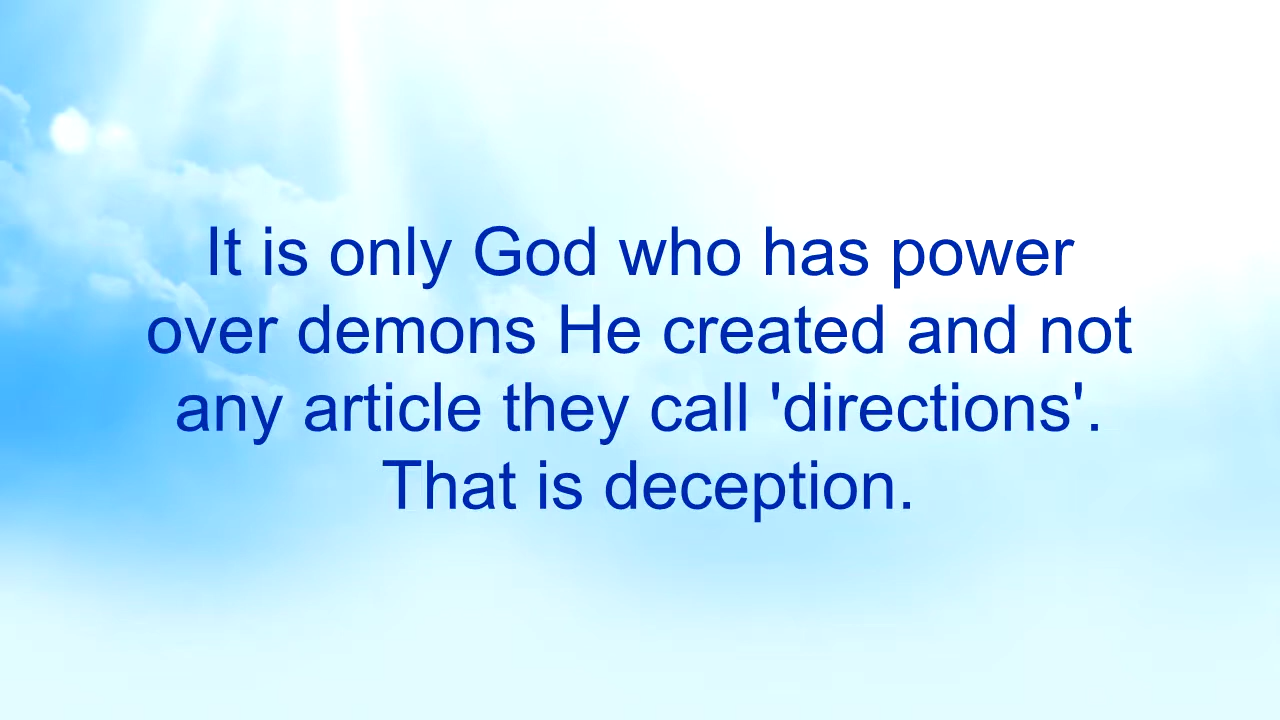 It is only God who has power
over demons He created and not
any article they call 'directions'.
That is deception.